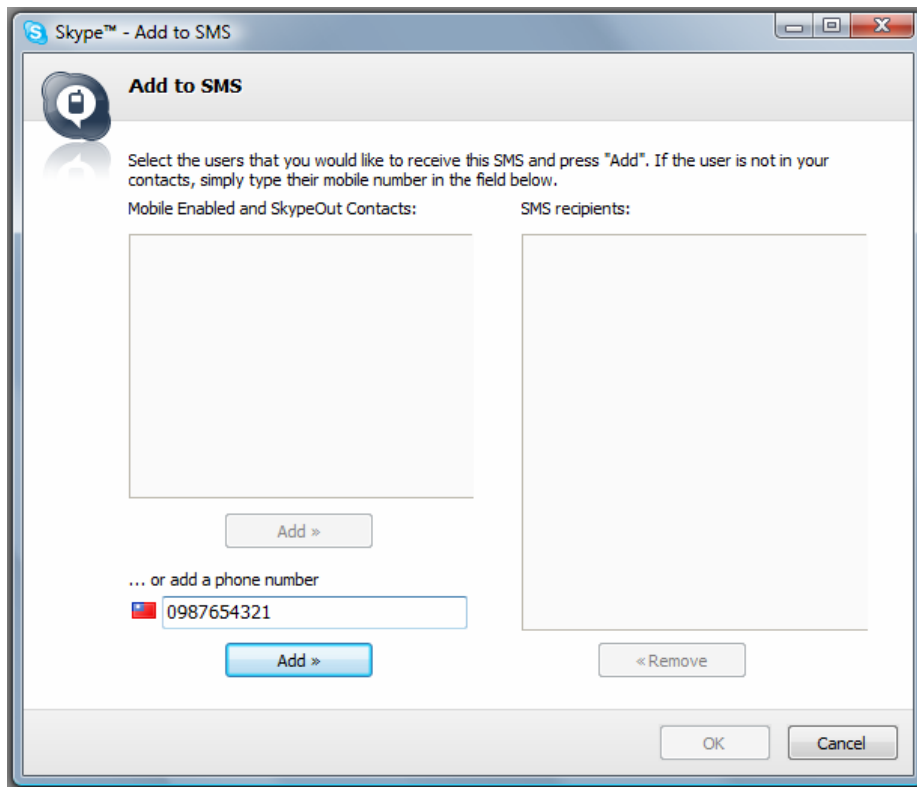 Skype™ - Add to SMS
Add to SMS
Select the users that you would like to receive this SMS and press "Add". If the user is not in your
contacts, simply type their mobile number in the field below.
Mobile Enabled and SkypeOut Contacts:
SMS recipients:
Add »
... or add a phone number
0987654321
Add »
« Remove
OK
Cancel